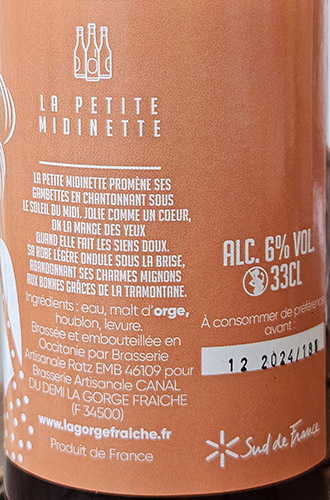 LA PETITE
MIDINETTE
LA PETITE MIDINETTE PROMÈNE SES
GAMBETTES EN CHANTONNANT SOUS
LE SOLEIL DU MIDI. JOLIE COMME UN COEUR,
ON LA MANGE DES YEUX
QUAND ELLE FAIT LES SIENS DOUX.
SA ROBE LÉGÈRE ONDULE SOUS LA BRISE,
ABANDONNANT SES CHARMES MIGNONS
AUX BONNES GRÂCES DE LA TRAMONTANE.
Ingrédients : eau, malt d'orge,
houblon, levure.
Brassée et embouteillée en
Occitanie par Brasserie
Artisanale Ratz EMB 46109 pour
Brasserie Artisanale CANAL
DU DEMI LA GORGE FRAICHE
(F 34500)
www.lagorgefraiche.fr
Produit de France
ALC. 6% VOL.
33CL
À consommer de préférence
avant :
12 2024/188
Sud de France